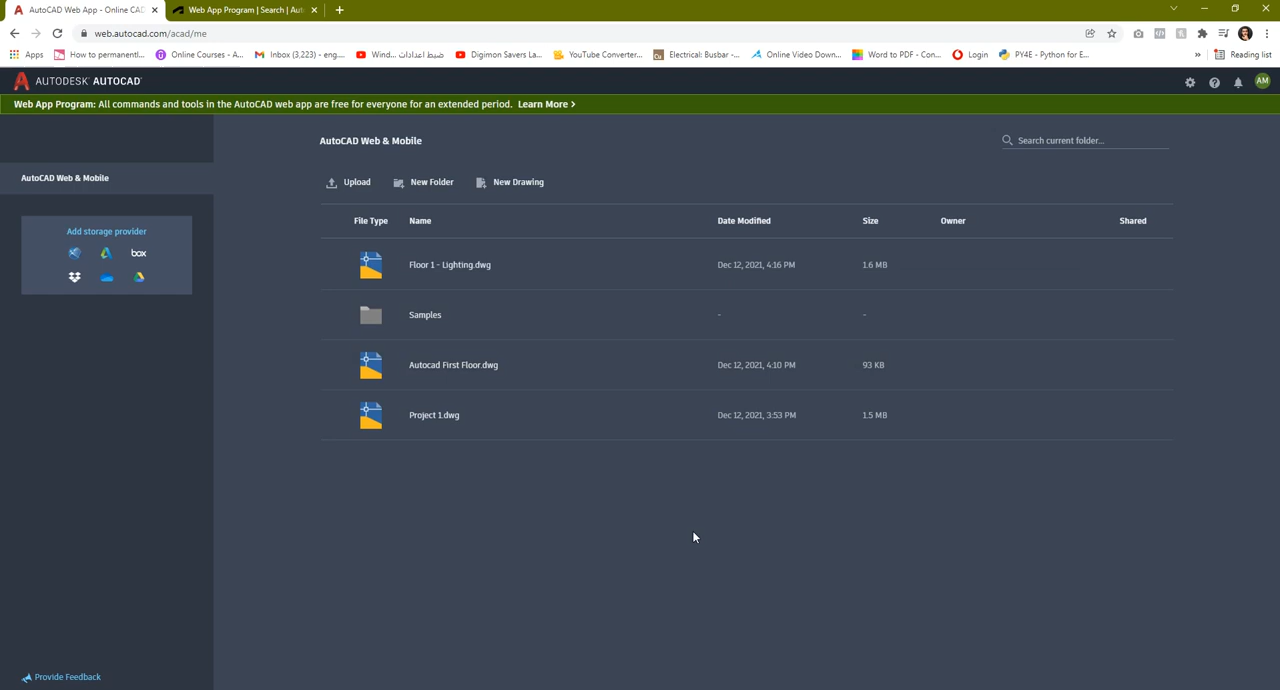 AutoCAD Web App - Online CAD
Web App Program | Search | Aut
web.autocad.com/acad/me
Apps
How to permanentl...
Online Courses - A...
Inbox (3,223) - eng....
Wind... ضبط اعدادات
Digimon Savers La...
YouTube Converter...
Electrical: Busbar -...
Online Video Down...
Word to PDF - Con...
Login
PY4E - Python for E...
»
Reading list
AUTODESK® AUTOCAD®
AM
Web App Program: All commands and tools in the AutoCAD web app are free for everyone for an extended period. Learn More >
AutoCAD Web & Mobile
Search current folder...
AutoCAD Web & Mobile
Upload New Folder New Drawing
Add storage provider
box
File Type Name Date Modified Size Owner Shared
Floor 1 - Lighting.dwg Dec 12, 2021, 4:16 PM 1.6 MB
Samples - -
Autocad First Floor.dwg Dec 12, 2021, 4:10 PM 93 KB
Project 1.dwg Dec 12, 2021, 3:53 PM 1.5 MB
Provide Feedback